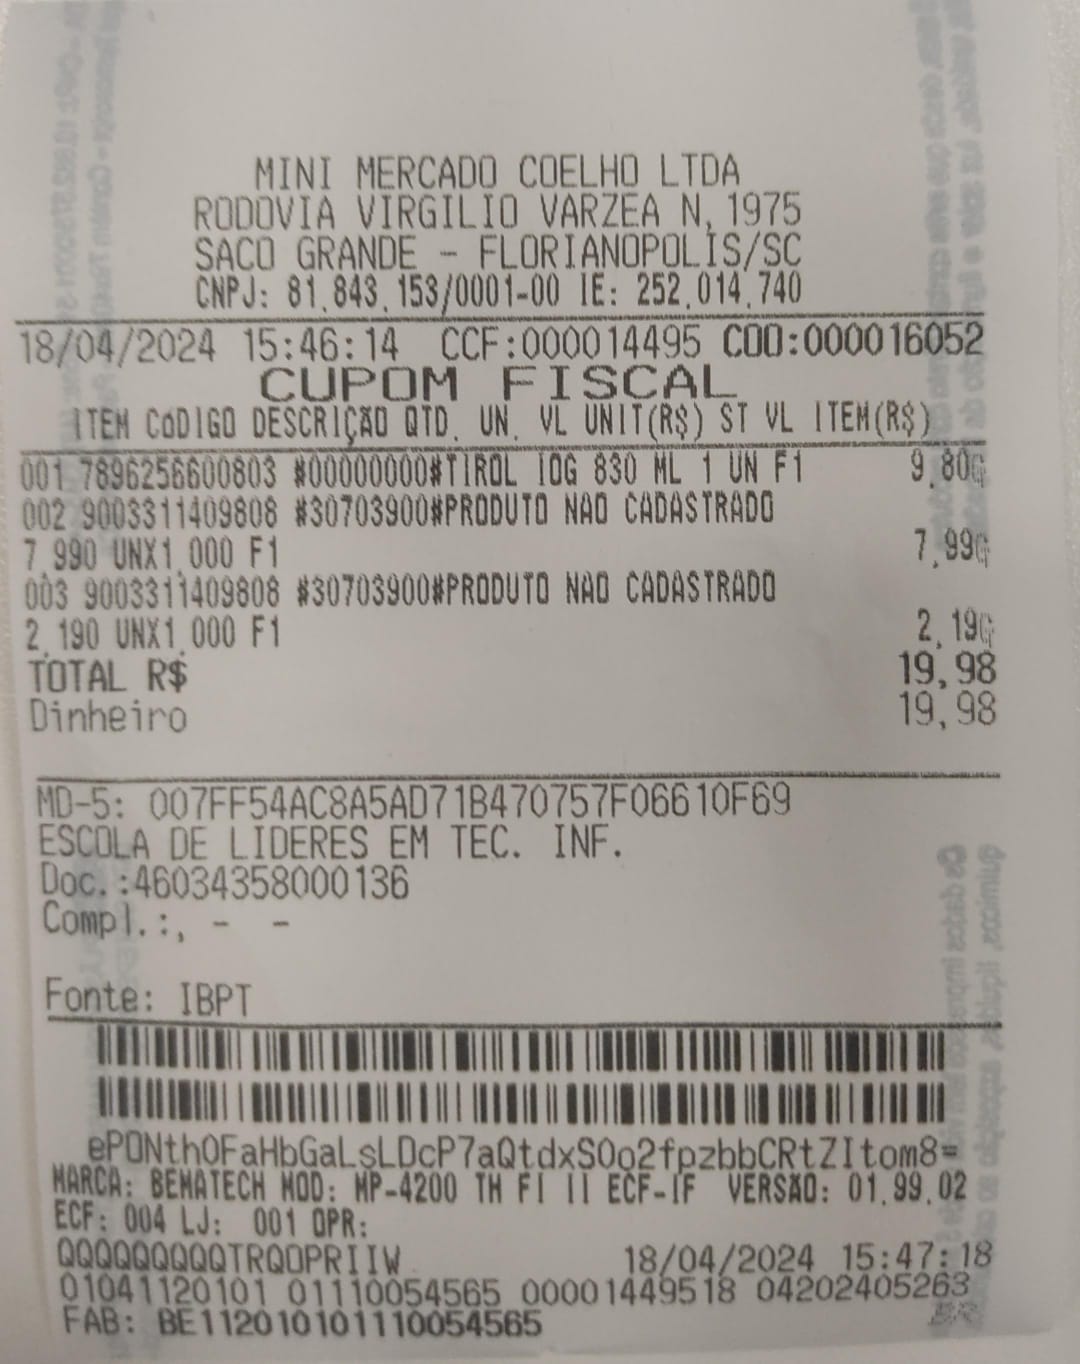 MINI MERCADO COELHO LTDA
RODOVIA VIRGILIO VARZEA N, 1975
SACO GRANDE - FLORIANOPOLIS/SC
CNPJ: 81.843.153/0001-00 IE: 252.014.740
18/04/2024 15:46:14 CCF:000014495 COO:000016052
CUPOM FISCAL
ITEM CÓDIGO DESCRIÇÃO QTD. UN. VL UNIT(R$) ST VL ITEM(R$)
001 7896256600803 #00000000#TIROL IOG 830 ML 1 UN F1 9,80G
002 9003311409808 #30703900#PRODUTO NAO CADASTRADO
7,990 UNX1,000 F1 7,99G
003 9003311409808 #30703900#PRODUTO NAO CADASTRADO
2,190 UNX1,000 F1 2,19G
TOTAL R$ 19,98
Dinheiro 19,98
MD-5: 007FF54AC8A5AD71B470757F06610F69
ESCOLA DE LIDERES EM TEC. INF.
Doc.:46034358000136
Compl.:, - -
Fonte: IBPT
ePONthOFaHbGaLsLDcP7aQtdxSOo2fpzbbCRtZItom8=
MARCA: BEMATECH MOD: MP-4200 TH FI II ECF-IF VERSÃO: 01.99.02
ECF: 004 LJ: 001 OPR:
QQQQQQQQQTRQOPRIIW 18/04/2024 15:47:18
01041120101 01110054565 00001449518 04202405263
FAB: BE112010101110054565 BR